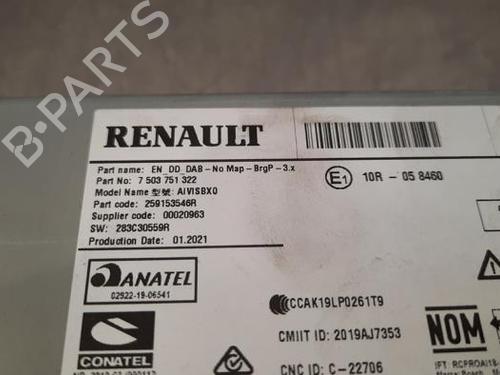 B-PARTS
RENAULT
Part name: EN_DD_DAB-No Map-BrgP-3.x
Part No? 7 503 751 322
Model Name 型號: AIVISBX0
Part code: 259153546R
Supplier code: 00020963
SW: 283C30559R
Production Date: 01.2021
E1 10R - 05 8460
ANATEL
02922-19-06541
CCAK19LP0261T9
CMIIT ID: 2019AJ7353
CONATEL
CNC ID: C-22706
NOM